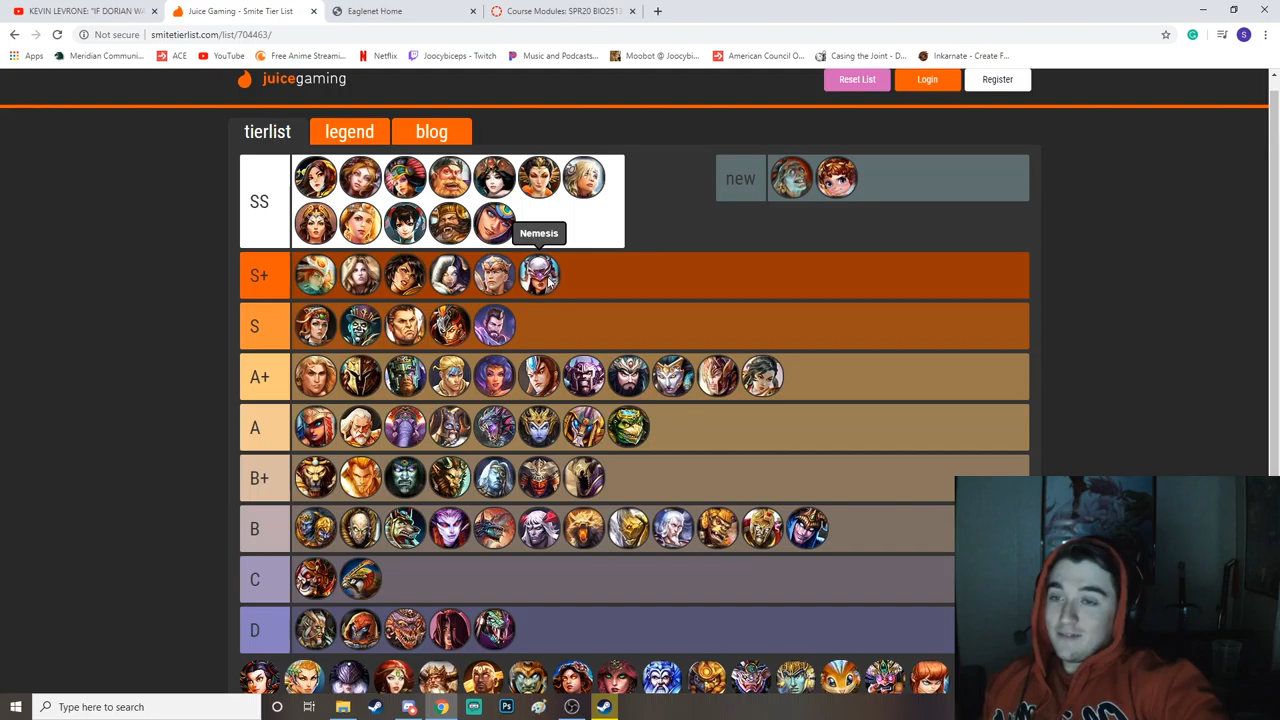 KEVIN LEVRONE: "IF DORIAN WA
Juice Gaming - Smite Tier List
Eaglenet Home
Course Modules: SPR20 BIO2513
Not secure
smitetierlist.com/list/704463/
Apps
Meridian Communi...
ACE
YouTube
Free Anime Streami...
Netflix
Joocybiceps - Twitch
Music and Podcasts...
Moobot @ Joocybi...
American Council O...
Casing the Joint - D...
Inkarnate - Create F...
juicegaming
Reset List
Login
Register
tierlist
legend
blog
SS
new
Nemesis
S+
S
A+
A
B+
B
C
D
Type here to search